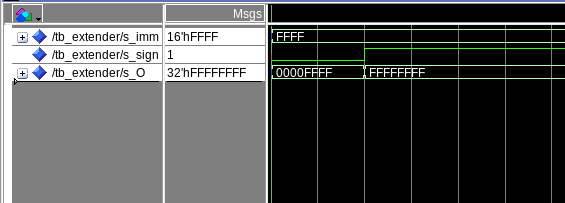 Msgs
/tb_extender/s_imm 16'hFFFF FFFF
/tb_extender/s_sign 1
/tb_extender/s_O 32'hFFFFFFFF 0000FFFF FFFFFFFF